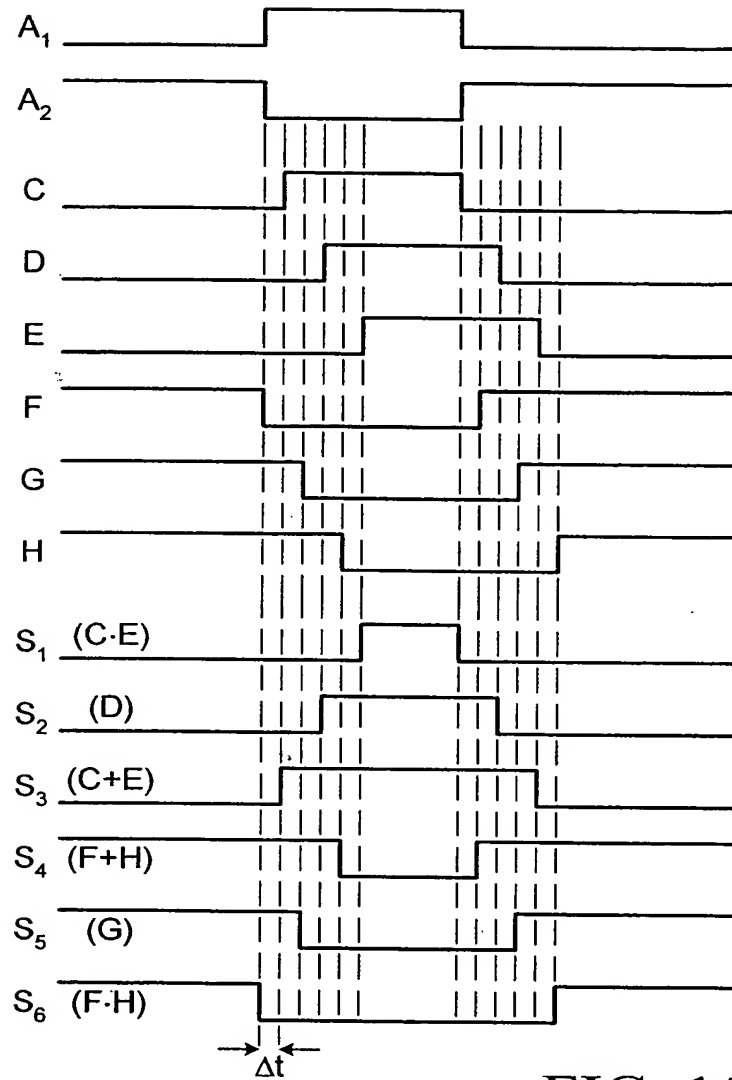 A₁
A₂
C
D
E
F
G
H
S₁ (C·E)
S₂ (D)
S₃ (C+E)
S₄ (F+H)
S₅ (G)
S₆ (F·H)
Δt